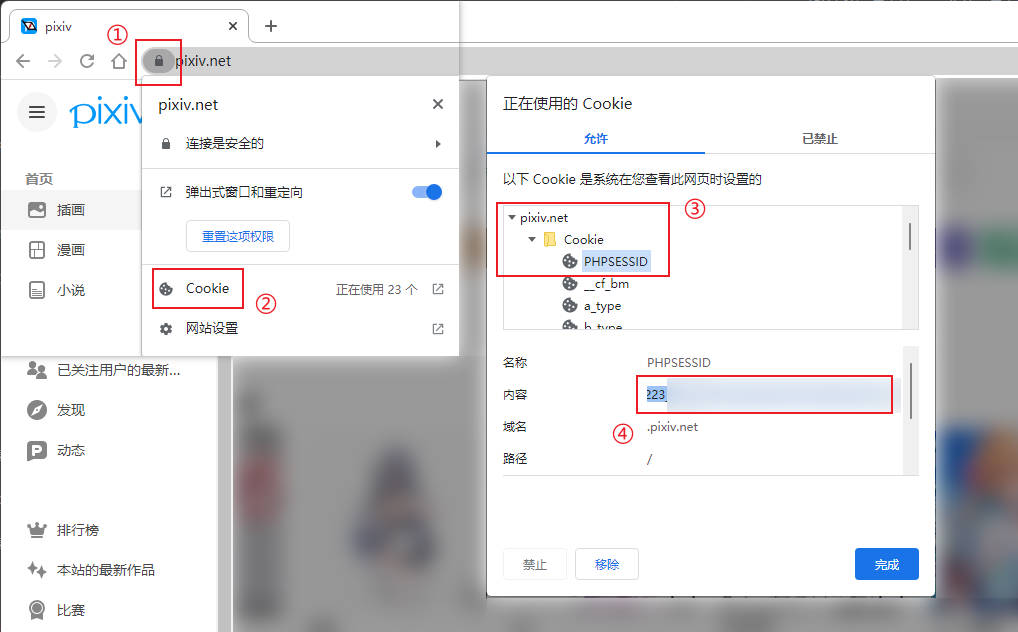 pixiv
①
pixiv.net
pixiv
pixiv.net
连接是安全的
弹出式窗口和重定向
重置这项权限
Cookie
②
正在使用 23 个
网站设置
首页
插画
漫画
小说
已关注用户的最新...
发现
动态
排行榜
本站的最新作品
比赛
正在使用的 Cookie
允许
已禁止
以下 Cookie 是系统在您查看此网页时设置的
③
pixiv.net
Cookie
PHPSESSID
__cf_bm
a_type
b_type
名称
PHPSESSID
内容
223_
域名
④
.pixiv.net
路径
/
禁止
移除
完成